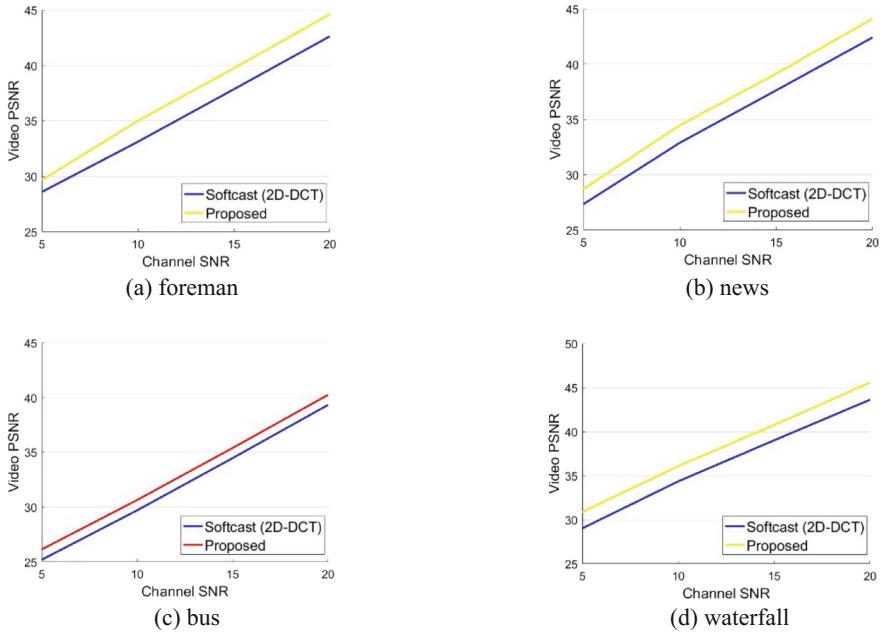 45
40
35
30
25
Video PSNR
Softcast (2D-DCT)
Proposed
5 10 15 20
Channel SNR
(a) foreman
45
40
35
30
25
Video PSNR
Softcast (2D-DCT)
Proposed
5 10 15 20
Channel SNR
(b) news
45
40
35
30
25
Video PSNR
Softcast (2D-DCT)
Proposed
5 10 15 20
Channel SNR
(c) bus
50
45
40
35
30
25
Video PSNR
Softcast (2D-DCT)
Proposed
5 10 15 20
Channel SNR
(d) waterfall